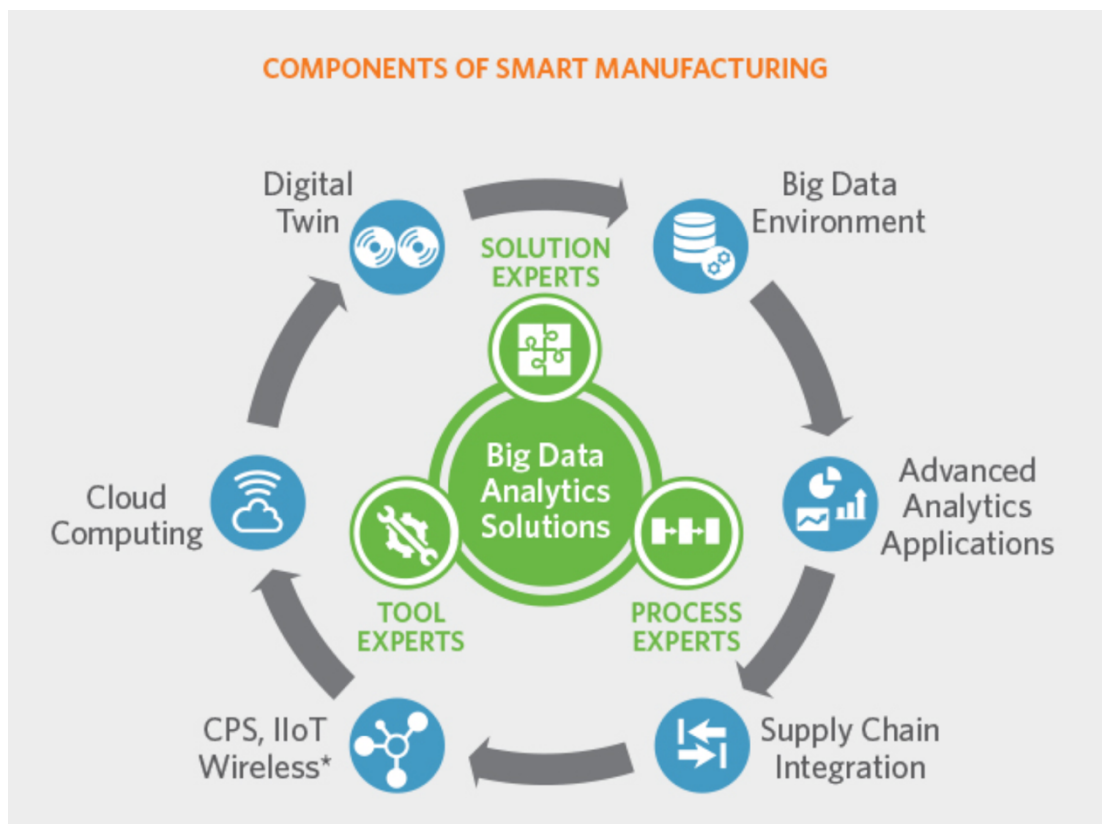 COMPONENTS OF SMART MANUFACTURING
Digital
Twin
Big Data
Environment
SOLUTION
EXPERTS
Big Data
Analytics
Solutions
Cloud
Computing
Advanced
Analytics
Applications
TOOL
EXPERTS
PROCESS
EXPERTS
CPS, IIoT
Wireless*
Supply Chain
Integration